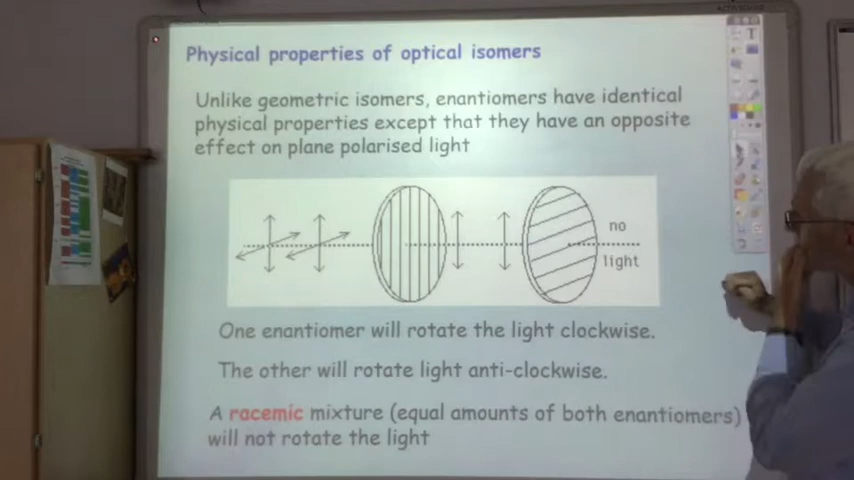 Physical properties of optical isomers
Unlike geometric isomers, enantiomers have identical
physical properties except that they have an opposite
effect on plane polarised light
no
light
One enantiomer will rotate the light clockwise.
The other will rotate light anti-clockwise.
A racemic mixture (equal amounts of both enantiomers)
will not rotate the light